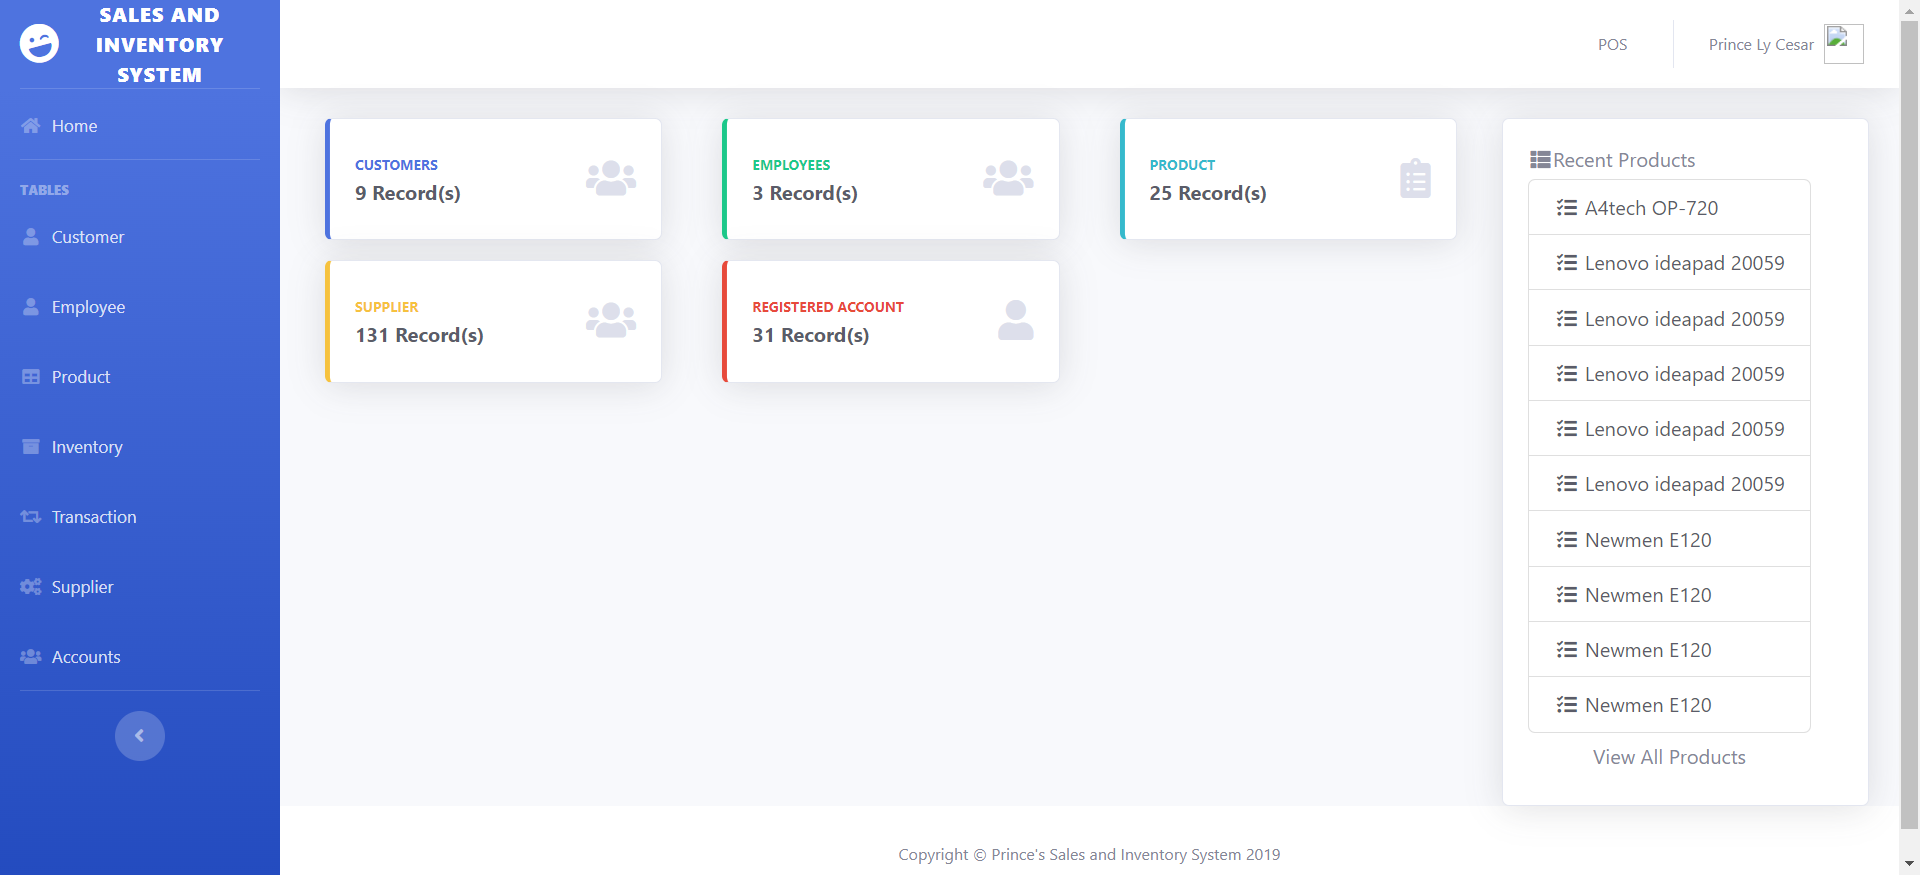 SALES AND
INVENTORY
SYSTEM
Home
TABLES
Customer
Employee
Product
Inventory
Transaction
Supplier
Accounts
POS
Prince Ly Cesar
CUSTOMERS
9 Record(s)
EMPLOYEES
3 Record(s)
PRODUCT
25 Record(s)
SUPPLIER
131 Record(s)
REGISTERED ACCOUNT
31 Record(s)
Recent Products
A4tech OP-720
Lenovo ideapad 20059
Lenovo ideapad 20059
Lenovo ideapad 20059
Lenovo ideapad 20059
Lenovo ideapad 20059
Newmen E120
Newmen E120
Newmen E120
Newmen E120
View All Products
Copyright © Prince's Sales and Inventory System 2019